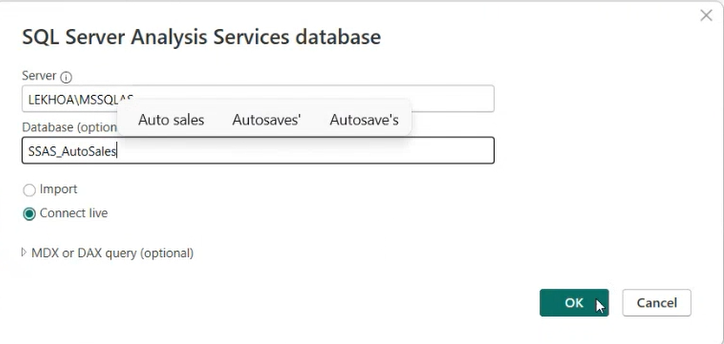 SQL Server Analysis Services database
Server
LEKHOA\MSSQLAS
Auto sales Autosaves' Autosave's
Database (option
SSAS_AutoSales
Import
Connect live
MDX or DAX query (optional)
OK Cancel